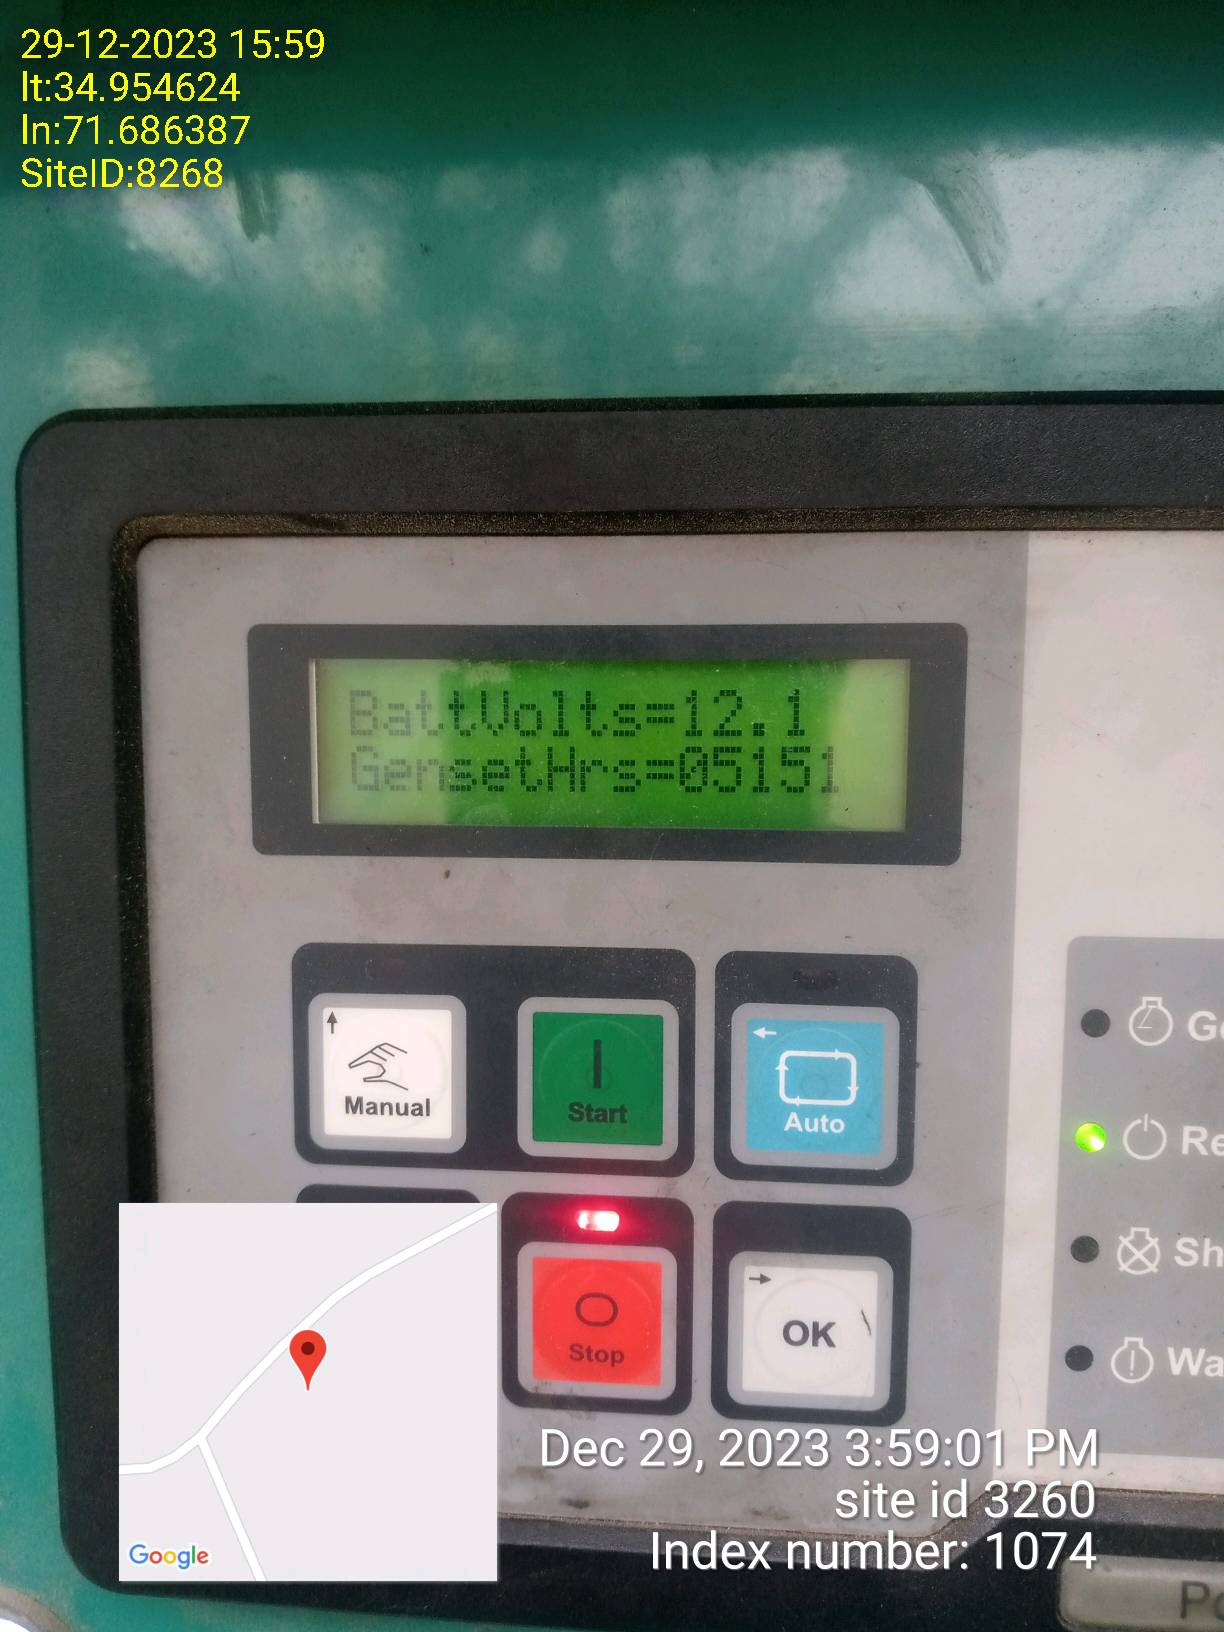 29-12-2023 15:59
lt:34.954624
ln:71.686387
SiteID:8268
BattVolts=12.1
GensetHrs=05151
Manual
Start
Auto
Stop
OK
Google
Dec 29, 2023 3:59:01 PM
site id 3260
Index number: 1074